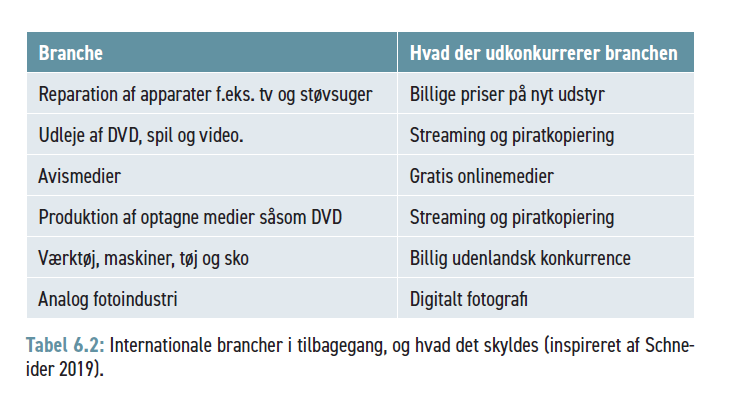 Branche Hvad der udkonkurrerer branchen
Reparation af apparater f.eks. tv og støvsuger Billige priser på nyt udstyr
Udleje af DVD, spil og video. Streaming og piratkopiering
Avismedier Gratis onlinemedier
Produktion af optagne medier såsom DVD Streaming og piratkopiering
Værktøj, maskiner, tøj og sko Billig udenlandsk konkurrence
Analog fotoindustri Digitalt fotografi
Tabel 6.2: Internationale brancher i tilbagegang, og hvad det skyldes (inspireret af Schne-
ider 2019).